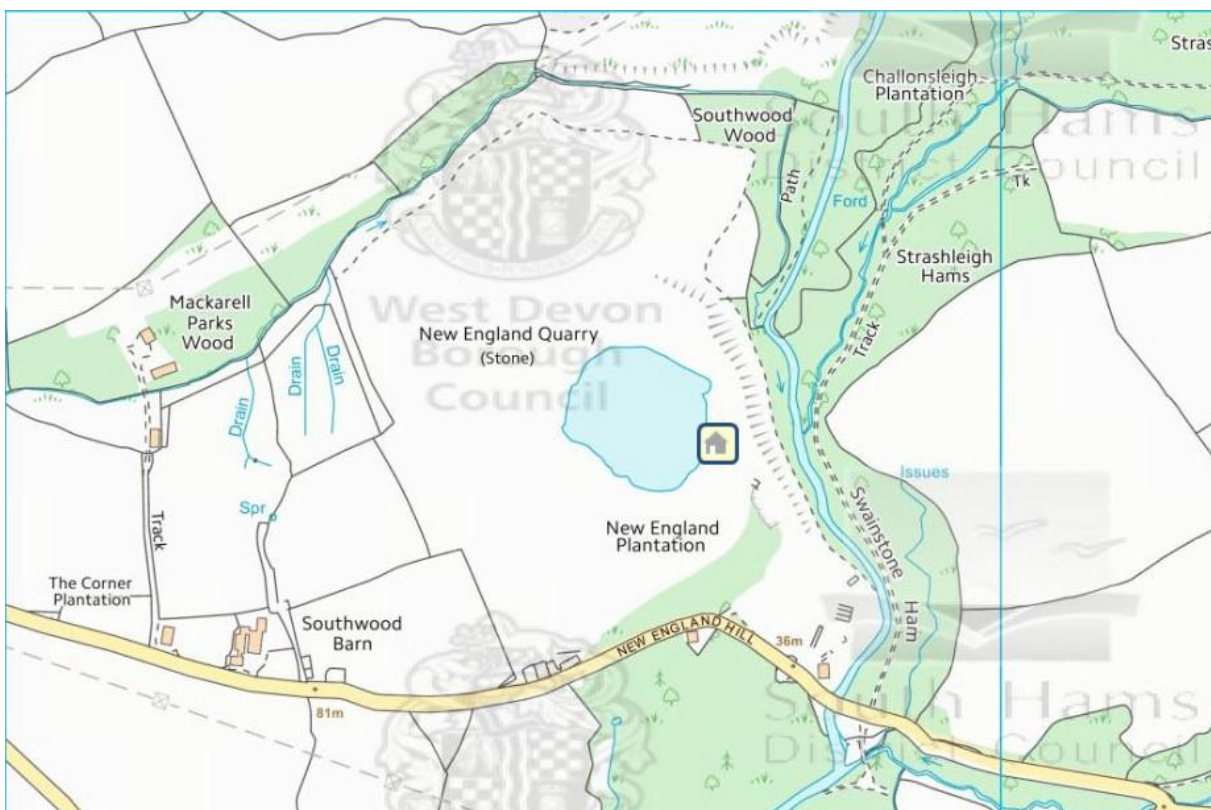 Challonsleigh
Plantation
Stras
Southwood
Wood
Path
Ford
Tk
Strashleigh
Hams
Track
Mackarell
Parks
Wood
New England Quarry
(Stone)
West Devon
Borough
Council
South Hams
District Council
Drain
Drain
Drain
Spr
Track
Issues
New England
Plantation
Swainstone
Ham
The Corner
Plantation
Southwood
Barn
NEW ENGLAND HILL
36m
81m
South Hams
District Council